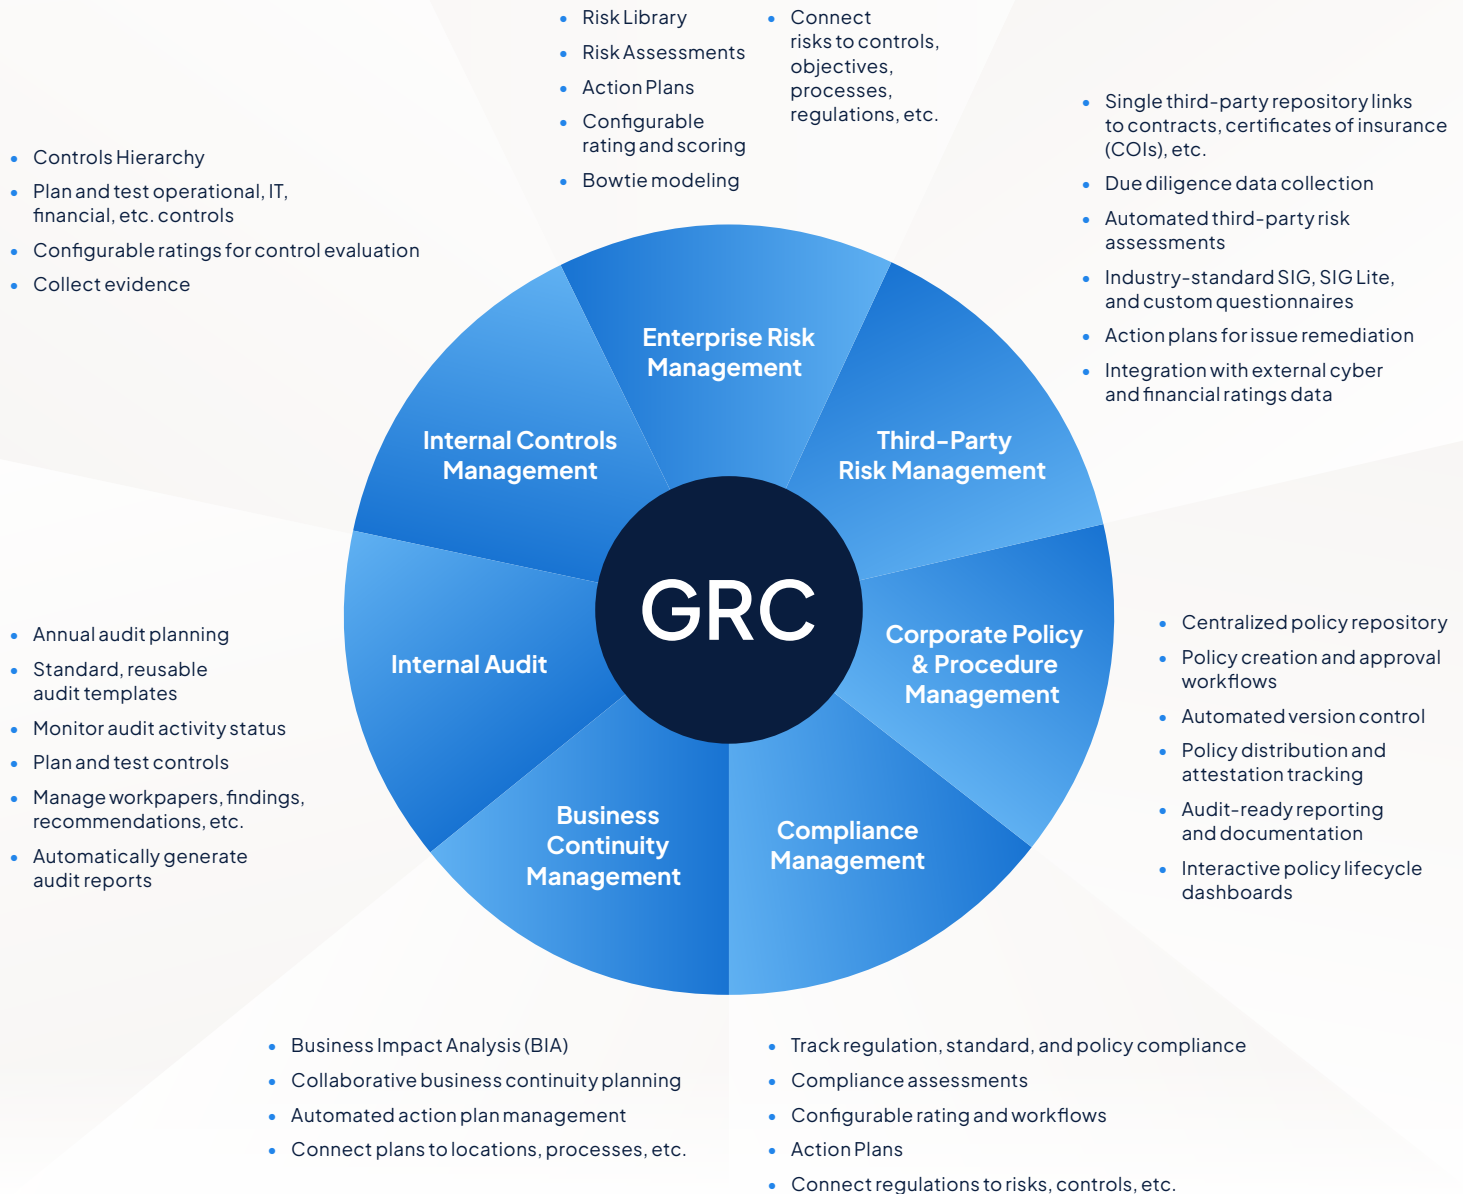 • Risk Library
• Risk Assessments
• Action Plans
• Configurable
rating and scoring
• Bowtie modeling
• Connect
risks to controls,
objectives,
processes,
regulations, etc.
• Single third-party repository links
to contracts, certificates of insurance
(COIs), etc.
• Due diligence data collection
• Automated third-party risk
assessments
• Industry-standard SIG, SIG Lite,
and custom questionnaires
• Action plans for issue remediation
• Integration with external cyber
and financial ratings data
• Controls Hierarchy
• Plan and test operational, IT,
financial, etc. controls
• Configurable ratings for control evaluation
• Collect evidence
Enterprise Risk
Management
Internal Controls
Management
Third-Party
Risk Management
GRC
Internal Audit
Corporate Policy
& Procedure
Management
Business
Continuity
Management
Compliance
Management
• Annual audit planning
• Standard, reusable
audit templates
• Monitor audit activity status
• Plan and test controls
• Manage workpapers, findings,
recommendations, etc.
• Automatically generate
audit reports
• Centralized policy repository
• Policy creation and approval
workflows
• Automated version control
• Policy distribution and
attestation tracking
• Audit-ready reporting
and documentation
• Interactive policy lifecycle
dashboards
• Business Impact Analysis (BIA)
• Collaborative business continuity planning
• Automated action plan management
• Connect plans to locations, processes, etc.
• Track regulation, standard, and policy compliance
• Compliance assessments
• Configurable rating and workflows
• Action Plans
• Connect regulations to risks, controls, etc.